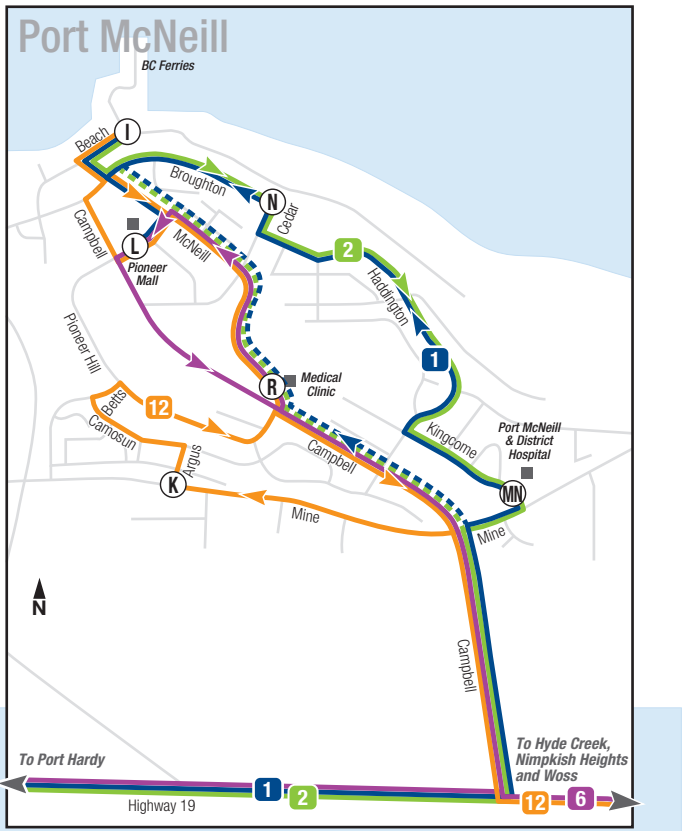 Port McNeill
BC Ferries
I
Beach
Broughton
N
Cedar
Campbell
McNeill
L
Pioneer
Mall
2
Haddington
Pioneer Hill
1
R
Medical
Clinic
Betts
12
Camosun
Argus
Campbell
Kingcome
Port McNeill
& District
Hospital
K
MN
Mine
Mine
N
Campbell
To Port Hardy
To Hyde Creek,
Nimpkish Heights
and Woss
1
2
12
6
Highway 19